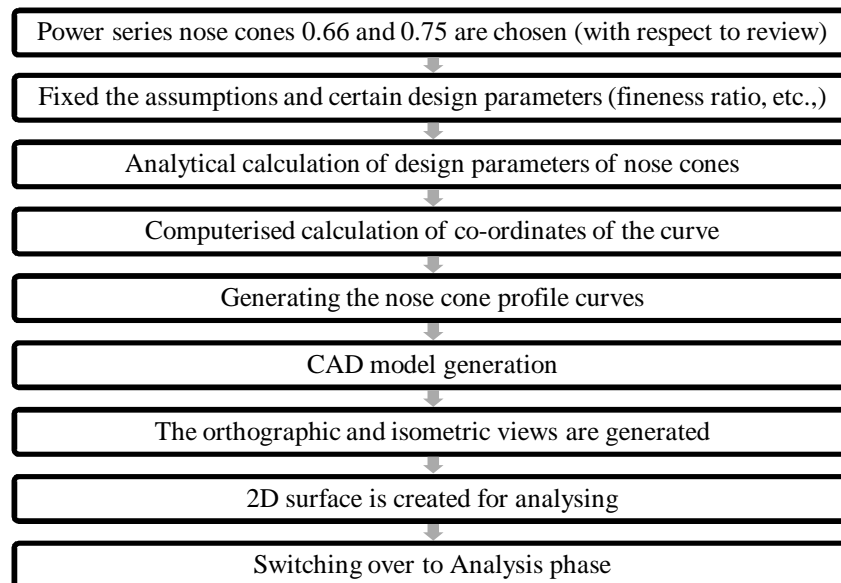 Power series nose cones 0.66 and 0.75 are chosen (with respect to review)
Fixed the assumptions and certain design parameters (fineness ratio, etc.,)
Analytical calculation of design parameters of nose cones
Computerised calculation of co-ordinates of the curve
Generating the nose cone profile curves
CAD model generation
The orthographic and isometric views are generated
2D surface is created for analysing
Switching over to Analysis phase